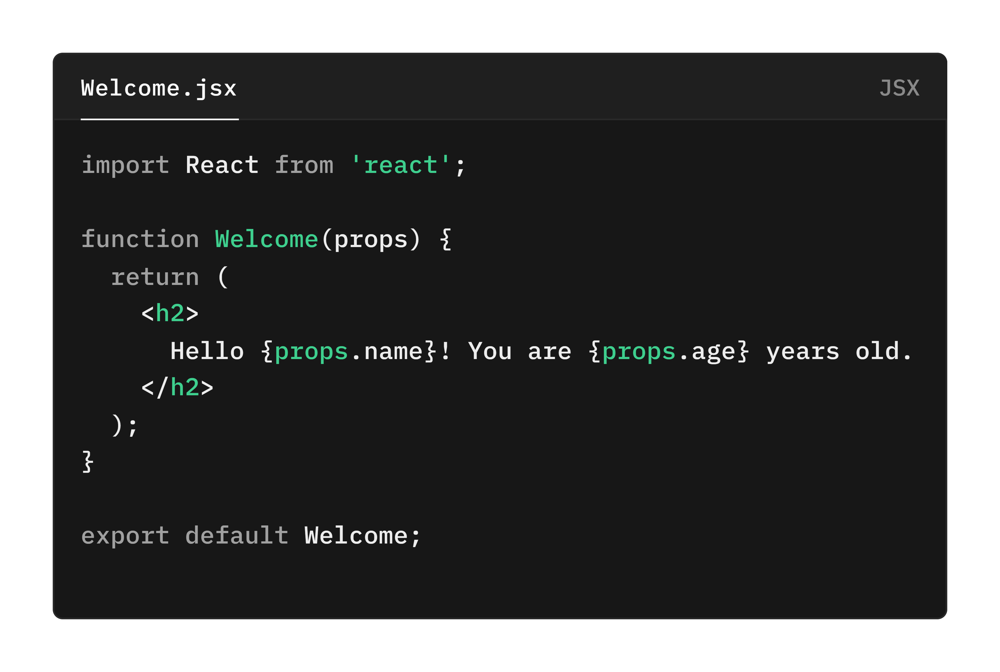 Welcome.jsx
JSX
import React from 'react';
function Welcome(props) {
  return (
    <h2>
      Hello {props.name}! You are {props.age} years old.
    </h2>
  );
}
export default Welcome;